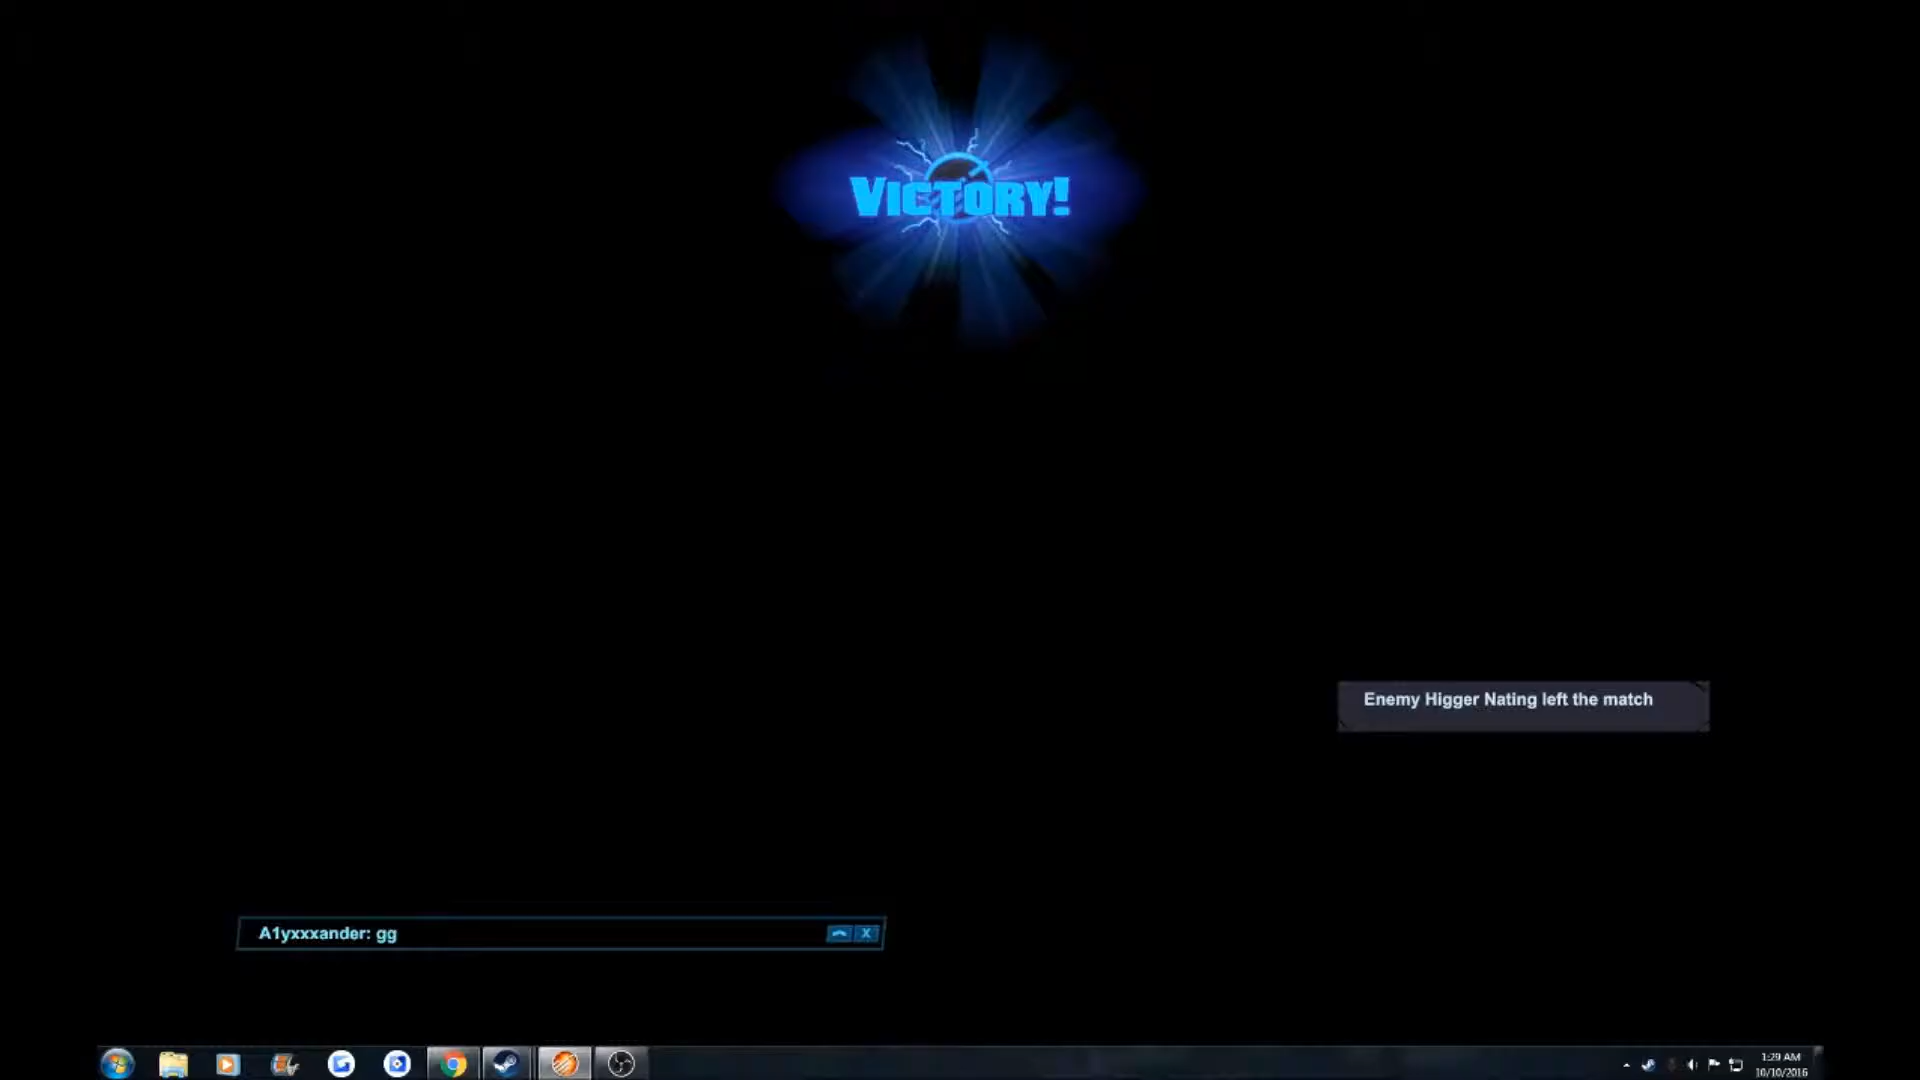 VICTORY!
Enemy Higger Nating left the match
A1yxxxander: gg
X
1:29 AM
10/10/2016